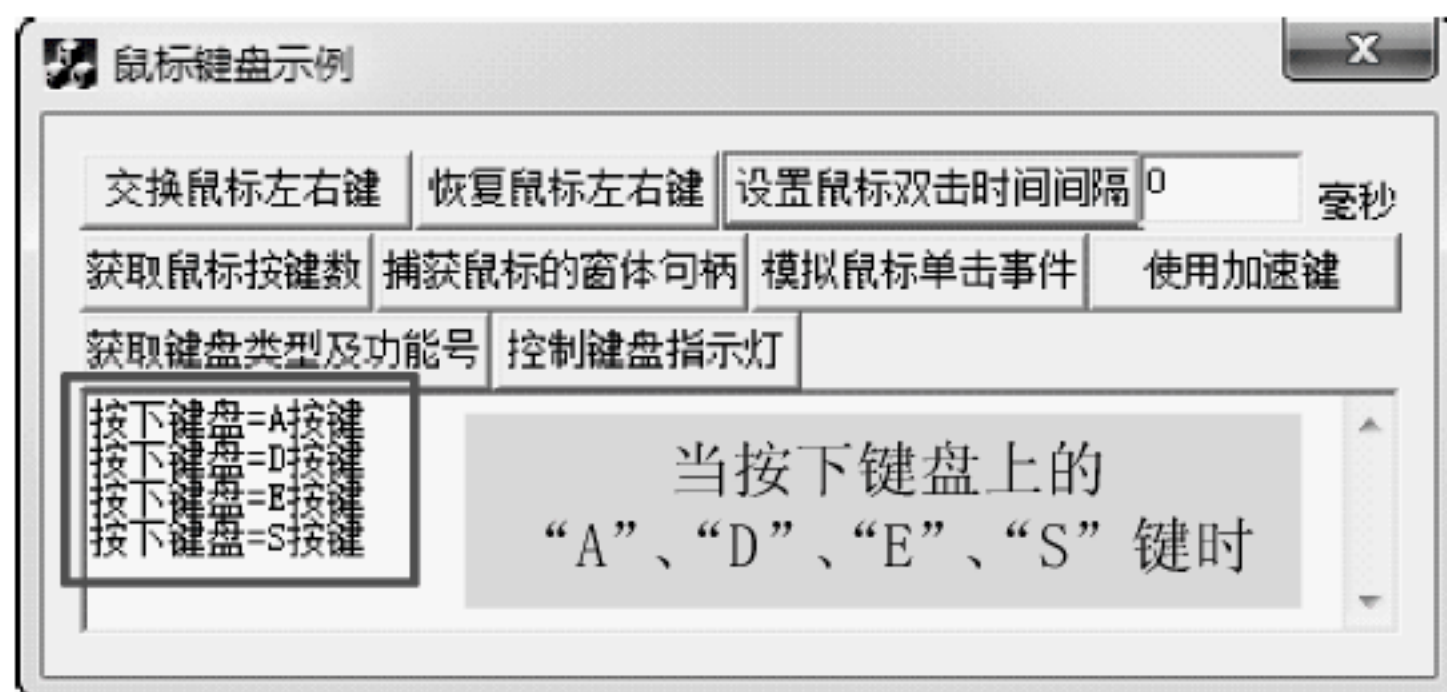 鼠标键盘示例
交换鼠标左右键 恢复鼠标左右键 设置鼠标双击时间间隔 0 毫秒
获取鼠标按键数 捕获鼠标的窗体句柄 模拟鼠标单击事件 使用加速键
获取键盘类型及功能号 控制键盘指示灯
按下键盘=A按键
按下键盘=D按键
按下键盘=E按键
按下键盘=S按键
当按下键盘上的
“A”、“D”、“E”、“S” 键时